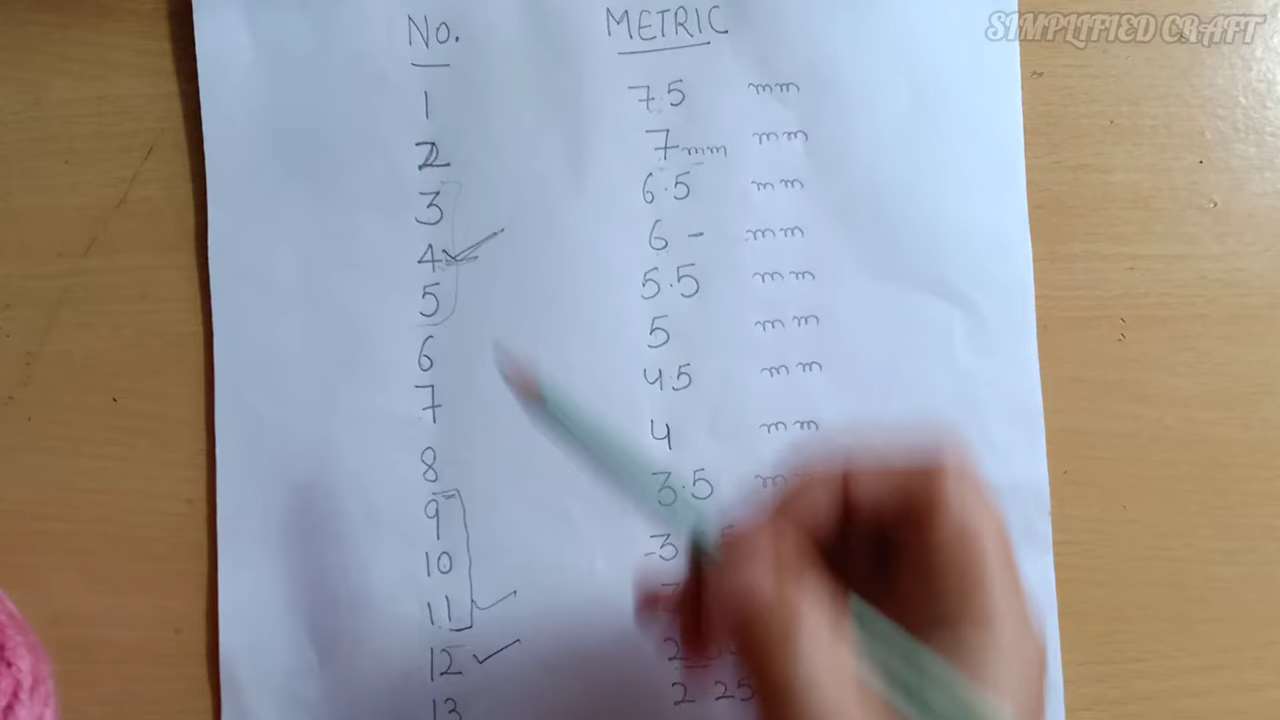 SIMPLIFIED CRAFT
No. METRIC
1 7.5 mm
2 7mm mm
3 6.5 mm
4 6 - mm
5 5.5 mm
6 5 mm
7 4.5 mm
8 4 mm
9 3.5 m
10 3
11
12 2
13 2 25